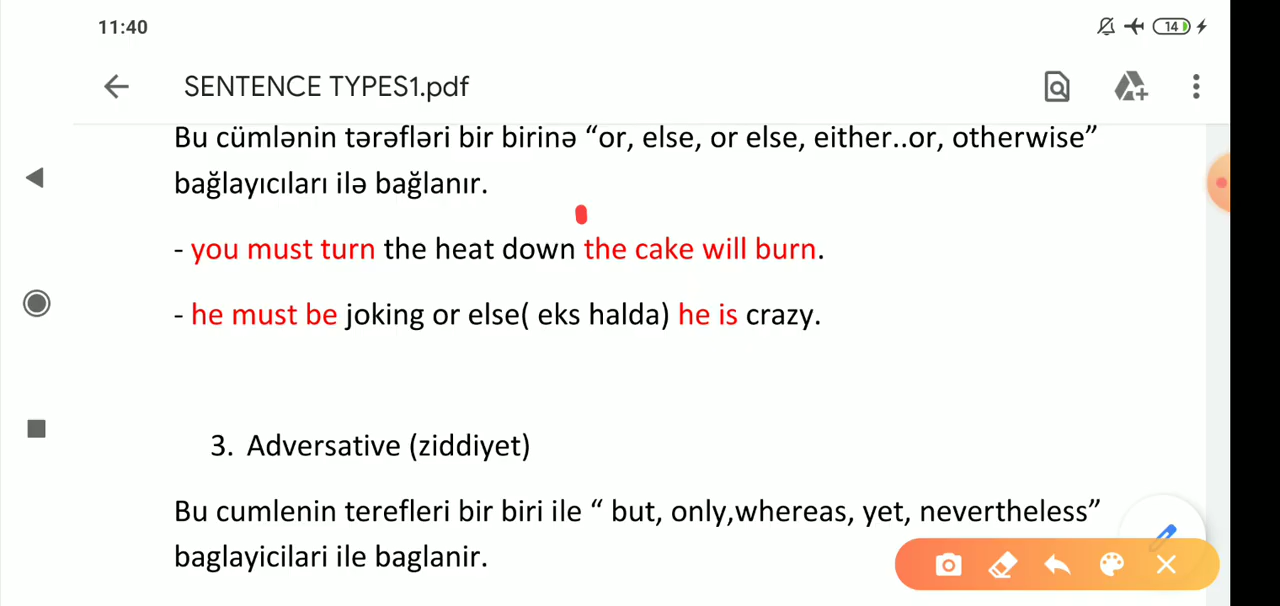 11:40
14
SENTENCE TYPES1.pdf
Bu cümlənin tərəfləri bir birinə “or, else, or else, either..or, otherwise”
bağlayıcıları ilə bağlanır.
- you must turn the heat down the cake will burn.
- he must be joking or else( eks halda) he is crazy.
3. Adversative (ziddiyet)
Bu cumlenin terefleri bir biri ile “ but, only,whereas, yet, nevertheless”
baglayicilari ile baglanir.